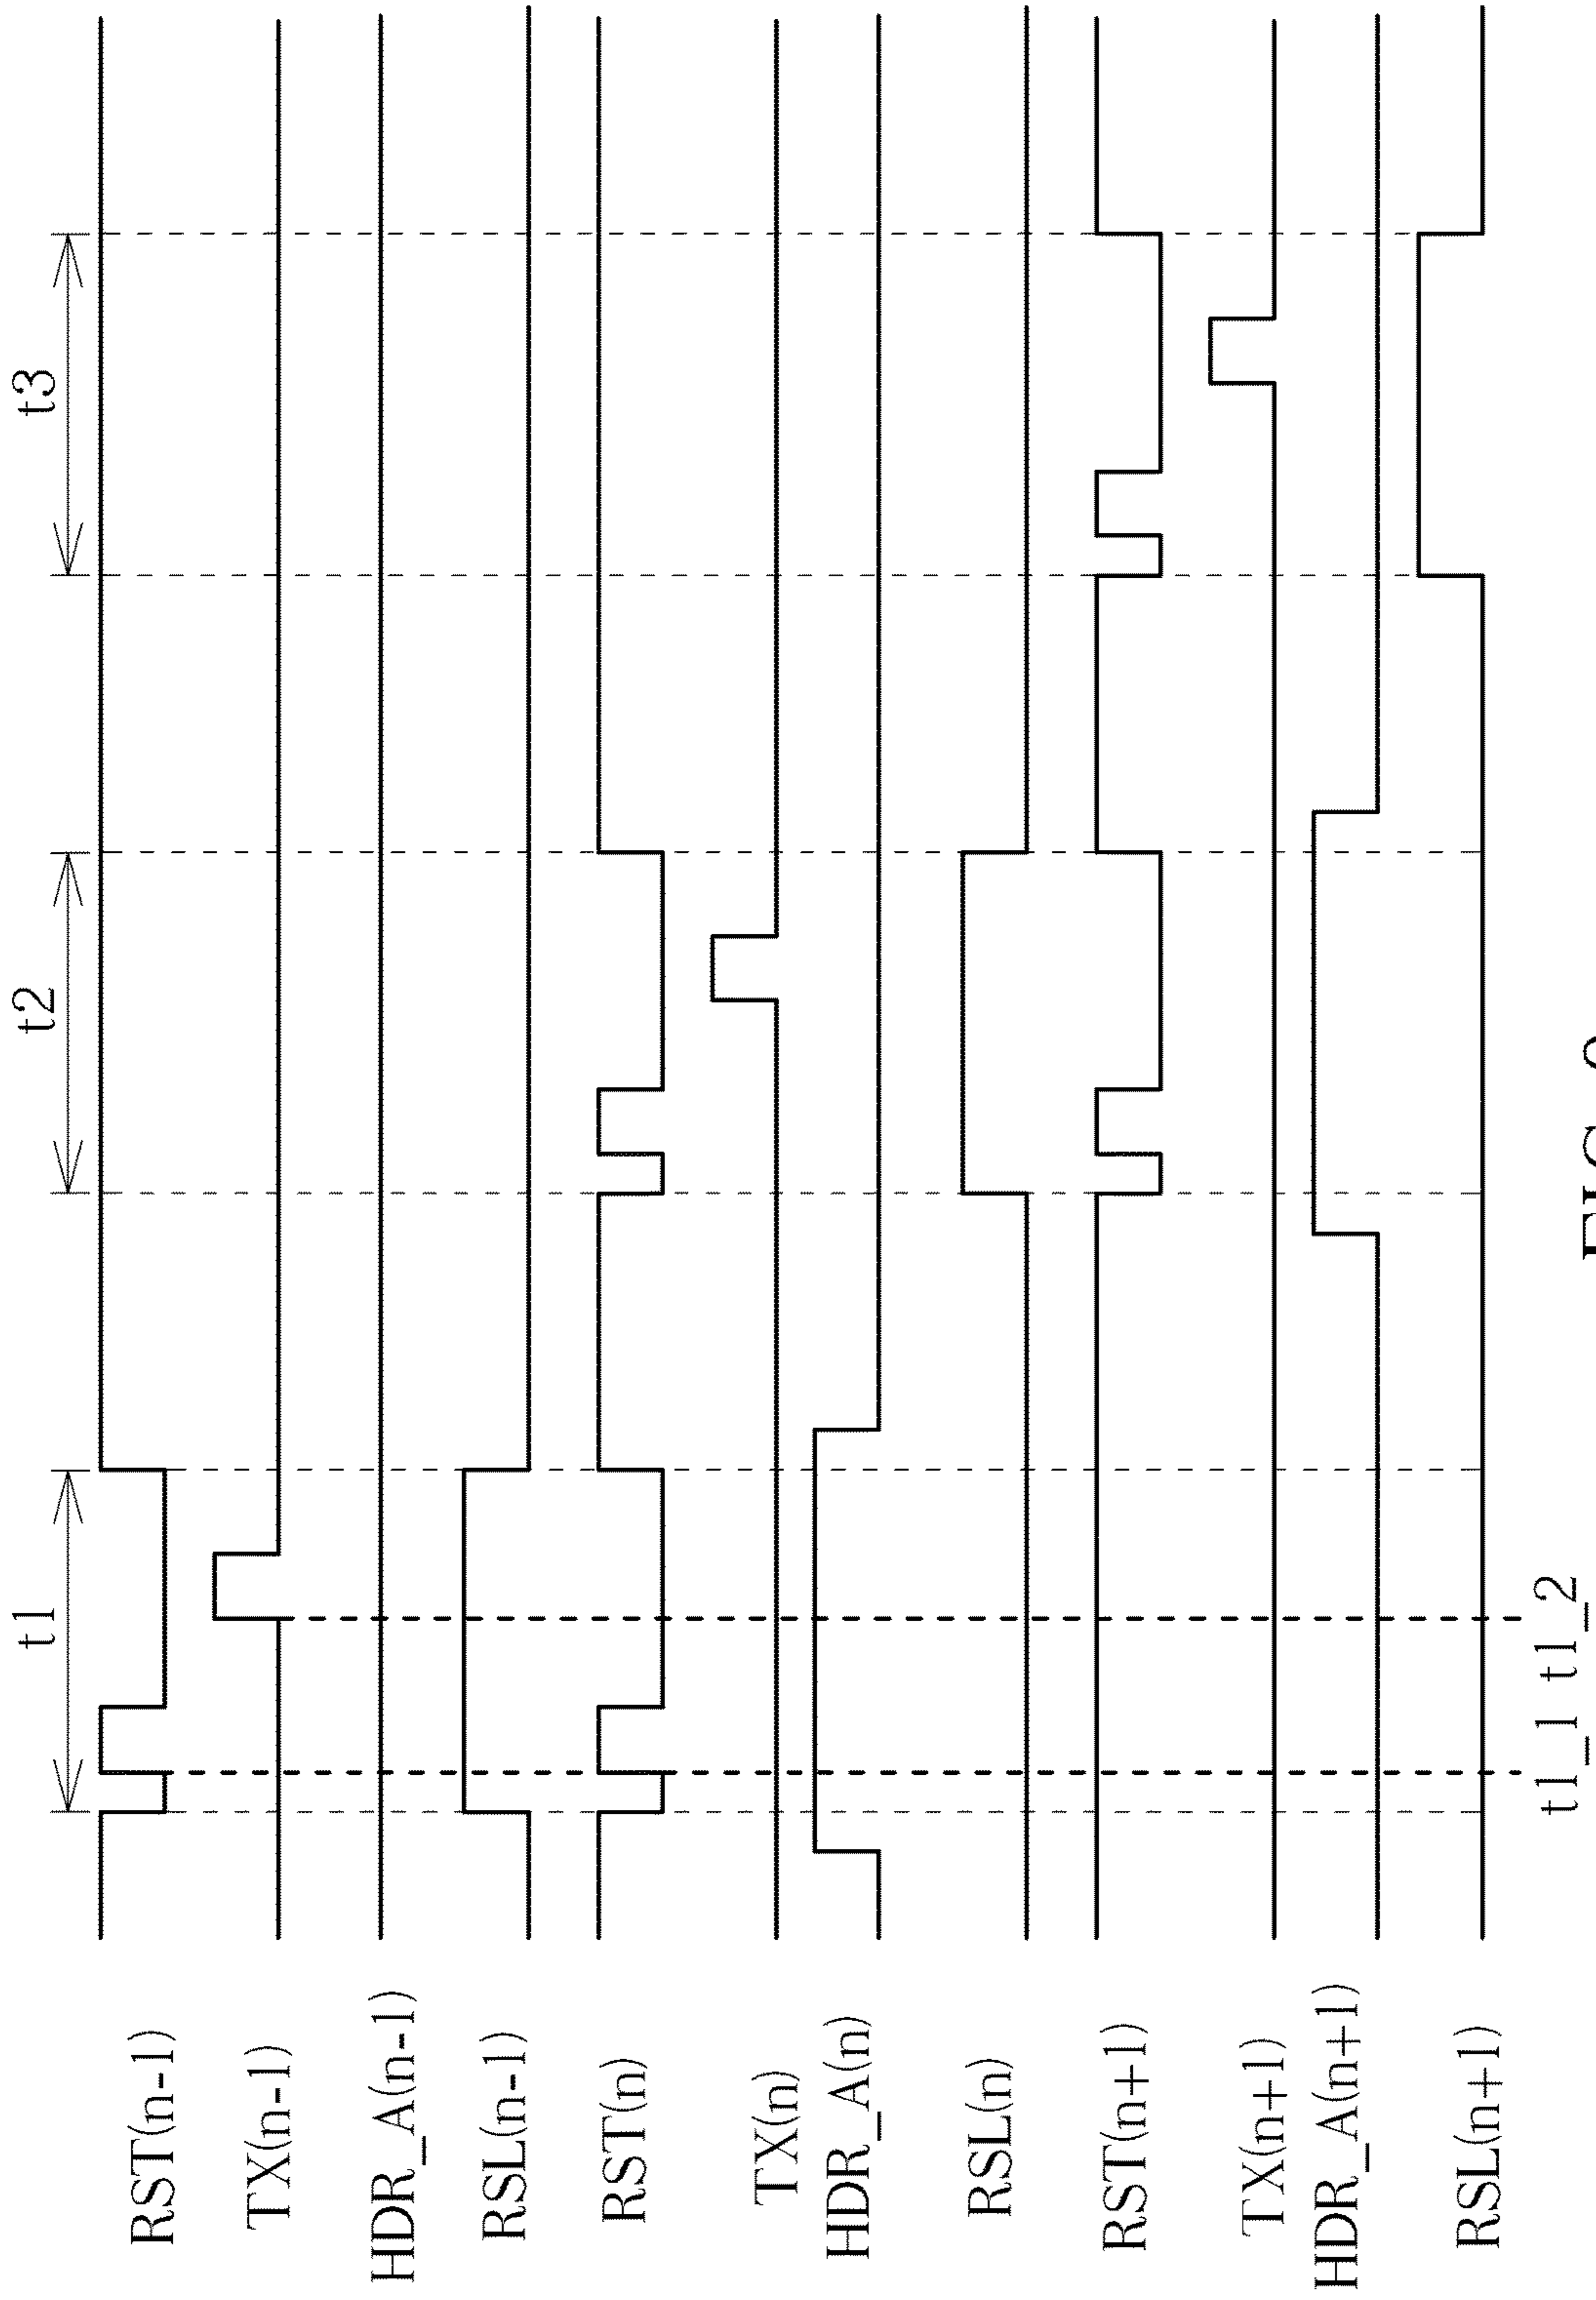 t1 t2 t3
RST(n-1)
TX(n-1)
HDR_A(n-1)
RSL(n-1)
RST(n)
TX(n)
HDR_A(n)
RSL(n)
RST(n+1)
TX(n+1)
HDR_A(n+1)
RSL(n+1)
t1_1 t1_2